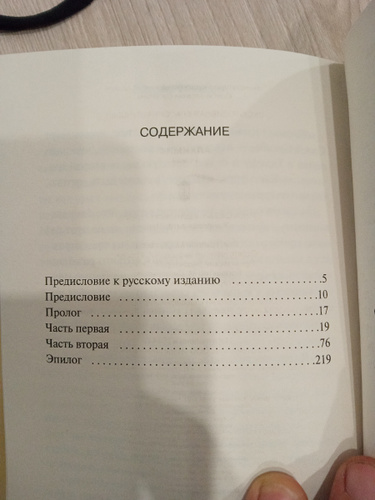 СОДЕРЖАНИЕ
Предисловие к русскому изданию . . . . . . . . . . . . . . 5
Предисловие . . . . . . . . . . . . . . . . . . . . . . . . . . . . . . 10
Пролог . . . . . . . . . . . . . . . . . . . . . . . . . . . . . . . . . . . 17
Часть первая . . . . . . . . . . . . . . . . . . . . . . . . . . . . . . 19
Часть вторая . . . . . . . . . . . . . . . . . . . . . . . . . . . . . . 76
Эпилог . . . . . . . . . . . . . . . . . . . . . . . . . . . . . . . . . . 219